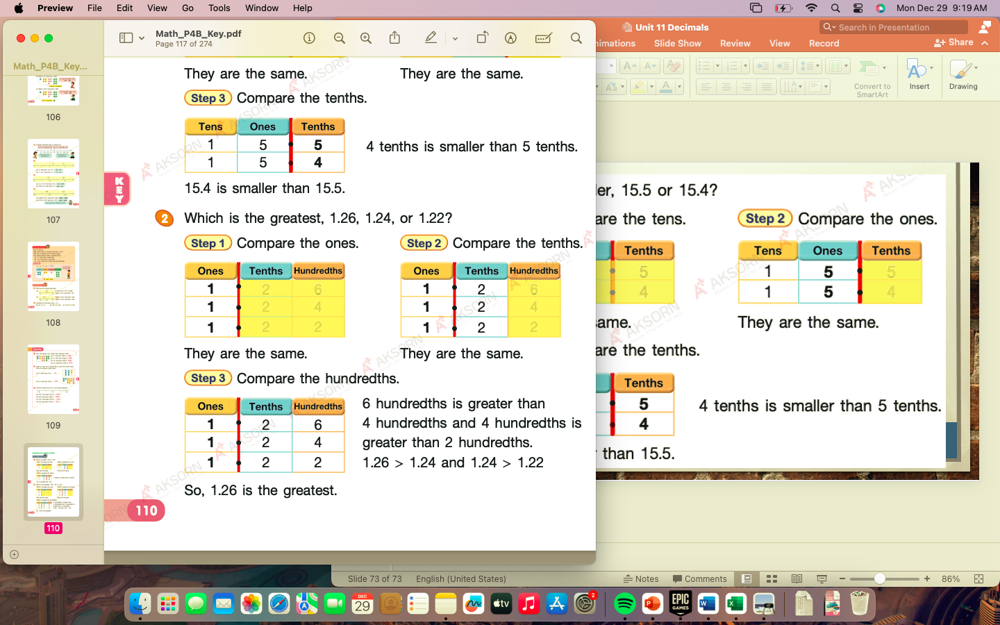 Preview File Edit View Go Tools Window Help
Mon Dec 29 9:19 AM
Math_P4B_Key.pdf
Page 117 of 274
Math_P4B_Key...
106
107
108
109
110
KEY
They are the same.
They are the same.
Step 3 Compare the tenths.
Tens Ones Tenths
1 5 . 5
1 5 . 4
4 tenths is smaller than 5 tenths.
15.4 is smaller than 15.5.
2 Which is the greatest, 1.26, 1.24, or 1.22?
Step 1 Compare the ones.
Step 2 Compare the tenths.
Ones Tenths Hundredths
1 . 2 6
1 . 2 4
1 . 2 2
Ones Tenths Hundredths
1 . 2 6
1 . 2 4
1 . 2 2
They are the same.
They are the same.
Step 3 Compare the hundredths.
Ones Tenths Hundredths
1 . 2 6
1 . 2 4
1 . 2 2
6 hundredths is greater than
4 hundredths and 4 hundredths is
greater than 2 hundredths.
1.26 > 1.24 and 1.24 > 1.22
So, 1.26 is the greatest.
110
AKSORN
AKSORN
AKSORN
AKSORN
AKSORN
Unit 11 Decimals
Search in Presentation
nimations Slide Show Review View Record
Share
Convert to
SmartArt
Insert
Drawing
er, 15.5 or 15.4?
are the tens.
Step 2 Compare the ones.
Tenths
5
4
Tens Ones Tenths
1 5 . 5
1 5 . 4
ame.
They are the same.
are the tenths.
Tenths
5
4
4 tenths is smaller than 5 tenths.
than 15.5.
AKSORN
Slide 73 of 73 English (United States)
Notes Comments
86%
DEC
29
tv
2
EPIC
GAMES